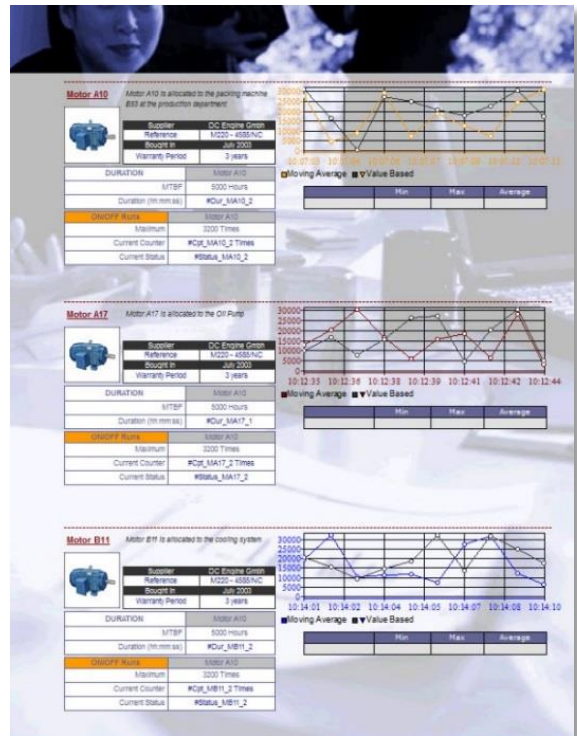 Motor A10
Motor A10 is allocated to the packing machine
B53 at the production department
Supplier DC Engine Gmbh
Reference M220 - 4585/NC
Bought In July 2003
Warranty Period 3 years
DURATION Motor A10
MTBF 5000 Hours
Duration (hh:mm:ss) #Dur_MA10_2
ON/OFF Runs Motor A10
Maximum 3200 Times
Current Counter #Cpt_MA10_2 Times
Current Status #Status_MA10_2
30000
25000
20000
15000
10000
5000
0
Moving Average Value Based
Min Max Average
Motor A17
Motor A17 is allocated to the Oil Pump
Supplier DC Engine Gmbh
Reference M220 - 4585/NC
Bought In July 2003
Warranty Period 3 years
DURATION Motor A10
MTBF 5000 Hours
Duration (hh:mm:ss) #Dur_MA17_1
ON/OFF Runs Motor A10
Maximum 3200 Times
Current Counter #Cpt_MA17_2 Times
Current Status #Status_MA17_2
30000
25000
20000
15000
10000
5000
0
10:12:35 10:12:36 10:12:38 10:12:39 10:12:41 10:12:42 10:12:44
Moving Average Value Based
Min Max Average
Motor B11
Motor B11 is allocated to the cooling system
Supplier DC Engine Gmbh
Reference M220 - 4585/NC
Bought In July 2003
Warranty Period 3 years
DURATION Motor A10
MTBF 5000 Hours
Duration (hh:mm:ss) #Dur_MB11_2
ON/OFF Runs Motor A10
Maximum 3200 Times
Current Counter #Cpt_MB11_2 Times
Current Status #Status_MB11_2
30000
25000
20000
15000
10000
5000
0
10:14:01 10:14:02 10:14:04 10:14:05 10:14:07 10:14:08 10:14:10
Moving Average Value Based
Min Max Average